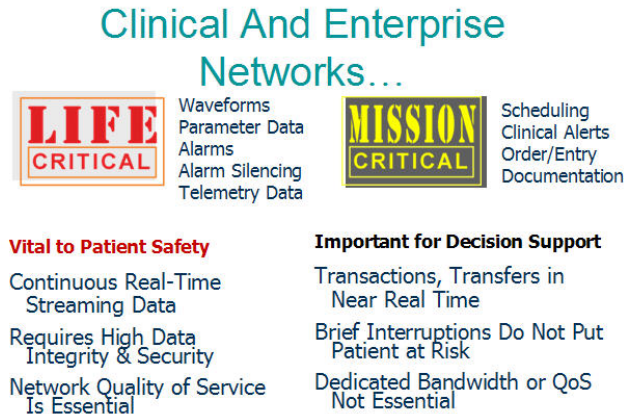 Clinical And Enterprise
Networks...
LIFE
CRITICAL
Waveforms
Parameter Data
Alarms
Alarm Silencing
Telemetry Data
MISSION
CRITICAL
Scheduling
Clinical Alerts
Order/Entry
Documentation
Vital to Patient Safety
Continuous Real-Time
Streaming Data
Requires High Data
Integrity & Security
Network Quality of Service
Is Essential
Important for Decision Support
Transactions, Transfers in
Near Real Time
Brief Interruptions Do Not Put
Patient at Risk
Dedicated Bandwidth or QoS
Not Essential